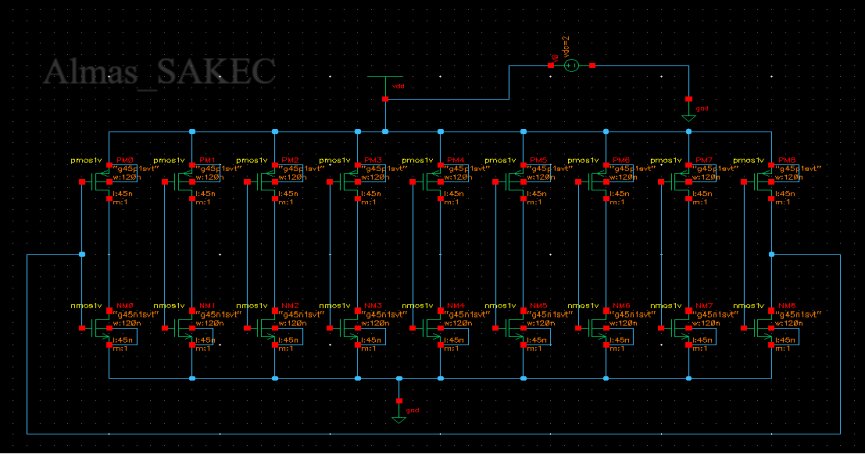 vdc=2
V0
Almas_SAKEC
vdd
gnd
pmos1v PM0 pmos1v PM1 pmos1v PM2 pmos1v PM3 pmos1v PM4 pmos1v PM5 pmos1v PM6 pmos1v PM7 pmos1v PM8
"g45p1svt" "g45p1svt" "g45p1svt" "g45p1svt" "g45p1svt" "g45p1svt" "g45p1svt" "g45p1svt" "g45p1svt"
w:120n w:120n w:120n w:120n w:120n w:120n w:120n w:120n w:120n
l:45n l:45n l:45n l:45n l:45n l:45n l:45n l:45n l:45n
m:1 m:1 m:1 m:1 m:1 m:1 m:1 m:1 m:1
nmos1v NM0 nmos1v NM1 nmos1v NM2 nmos1v NM3 nmos1v NM4 nmos1v NM5 nmos1v NM6 nmos1v NM7 nmos1v NM8
"g45n1svt" "g45n1svt" "g45n1svt" "g45n1svt" "g45n1svt" "g45n1svt" "g45n1svt" "g45n1svt" "g45n1svt"
w:120n w:120n w:120n w:120n w:120n w:120n w:120n w:120n w:120n
l:45n l:45n l:45n l:45n l:45n l:45n l:45n l:45n l:45n
m:1 m:1 m:1 m:1 m:1 m:1 m:1 m:1 m:1
gnd